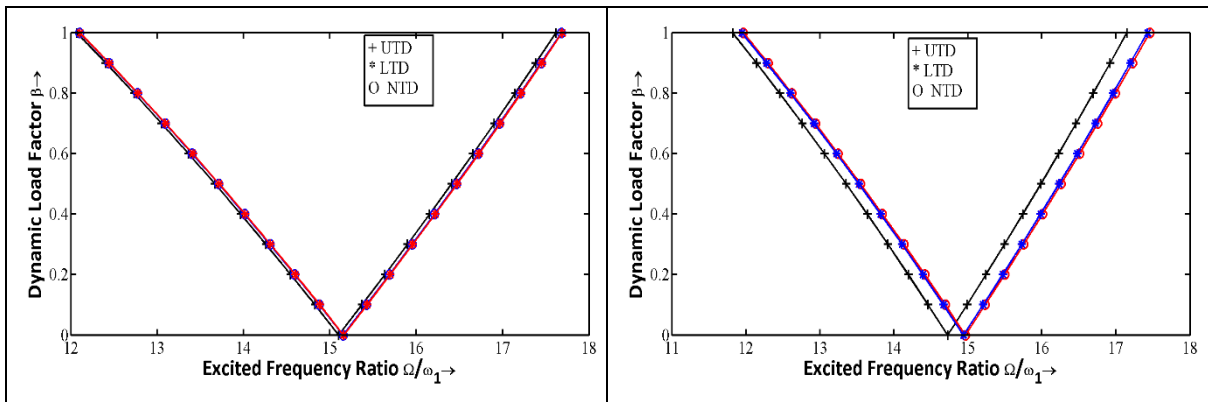 1
0.8
0.6
0.4
0.2
0
Dynamic Load Factor β→
+ UTD
* LTD
O NTD
12 13 14 15 16 17 18
Excited Frequency Ratio Ω/ω1→
1
0.8
0.6
0.4
0.2
0
Dynamic Load Factor β→
+ UTD
* LTD
O NTD
11 12 13 14 15 16 17 18
Excited Frequency Ratio Ω/ω1→